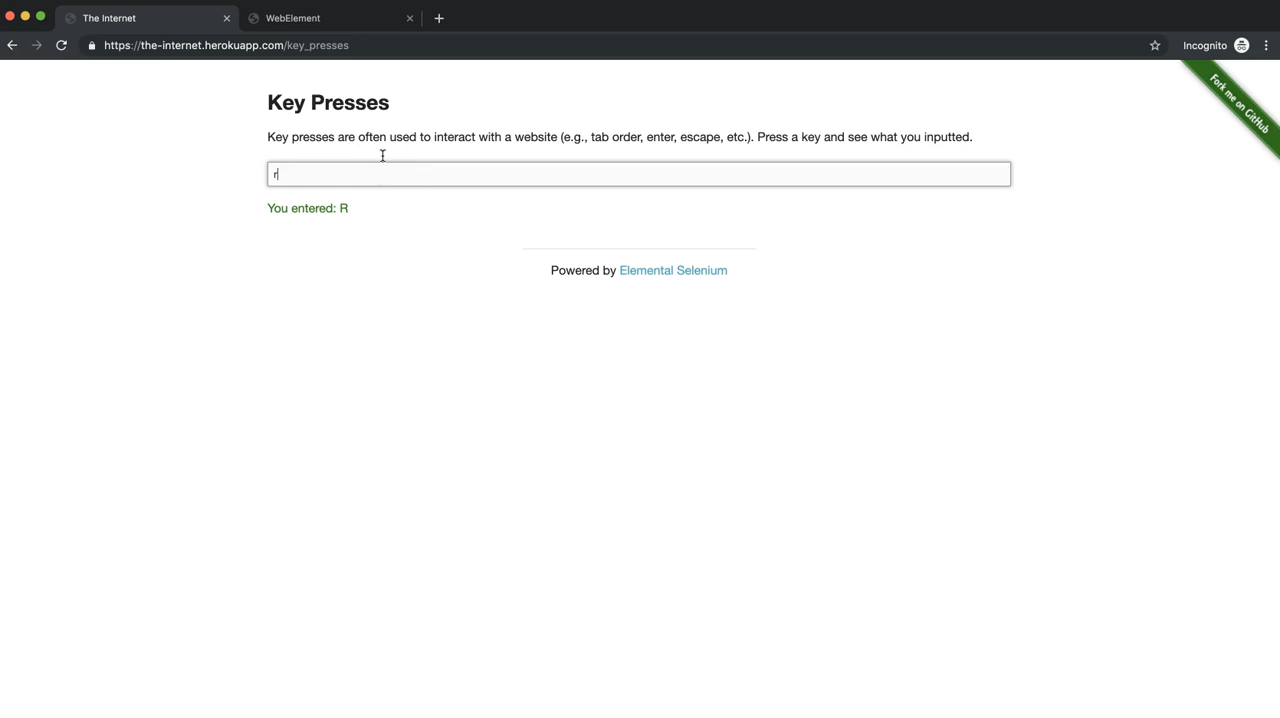 The Internet
WebElement
https://the-internet.herokuapp.com/key_presses
Incognito
Fork me on GitHub
Key Presses
Key presses are often used to interact with a website (e.g., tab order, enter, escape, etc.). Press a key and see what you inputted.
r
You entered: R
Powered by Elemental Selenium